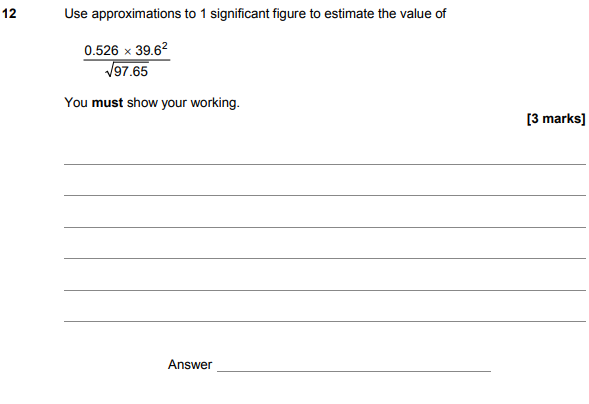 12 Use approximations to 1 significant figure to estimate the value of
0.526 × 39.6²
√97.65
You must show your working.
[3 marks]
Answer